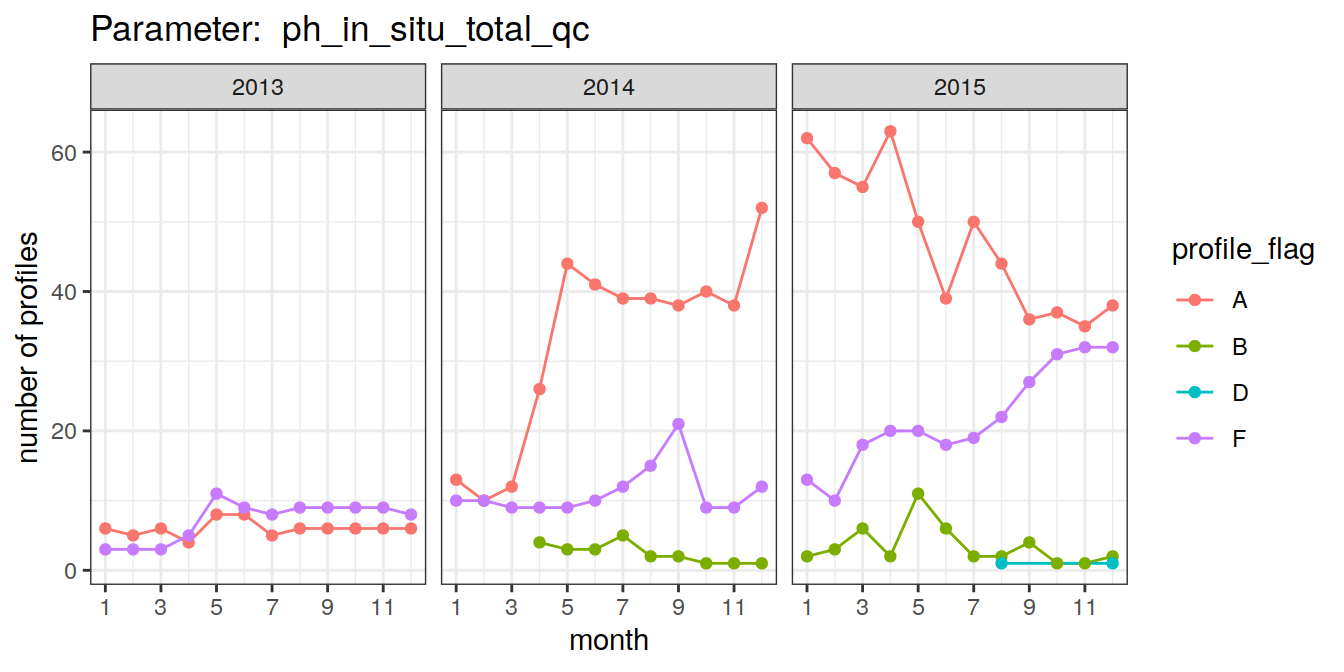 Parameter:  ph_in_situ_total_qc
2013 2014 2015
number of profiles
60
40
20
0
1 3 5 7 9 11 1 3 5 7 9 11 1 3 5 7 9 11
month
profile_flag
A
B
D
F